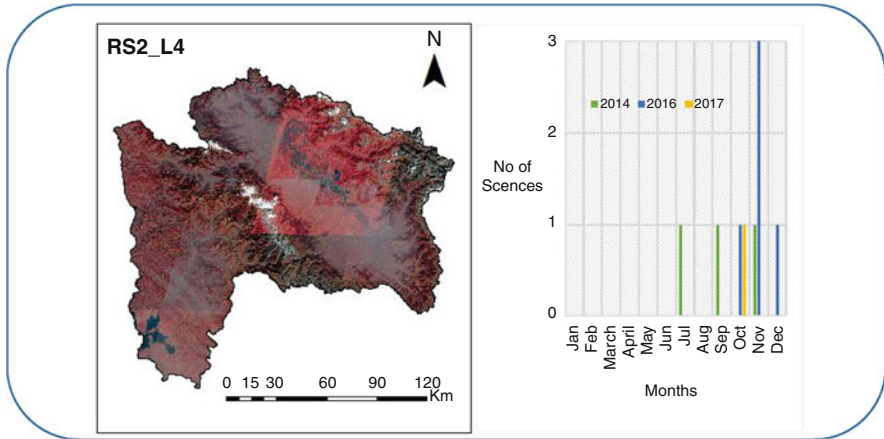 RS2_L4
N
0 15 30 60 90 120
Km
3
2
1
0
2014 2016 2017
No of
Scences
Jan
Feb
March
April
May
Jun
Jul
Aug
Sep
Oct
Nov
Dec
Months